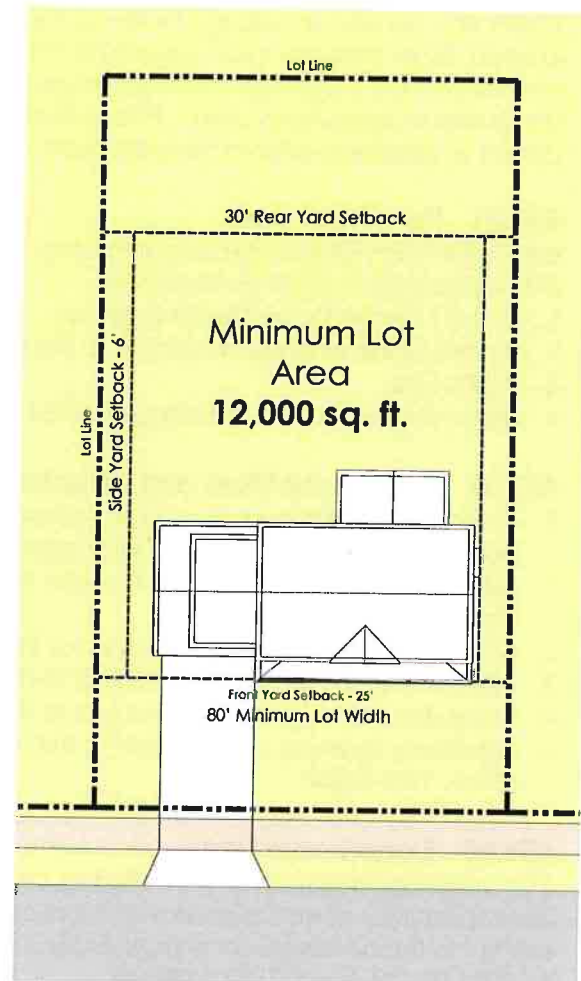 Lot Line
30' Rear Yard Setback
Minimum Lot
Area
12,000 sq. ft.
Lot Line
Side Yard Setback - 6'
Front Yard Setback - 25'
80' Minimum Lot Width